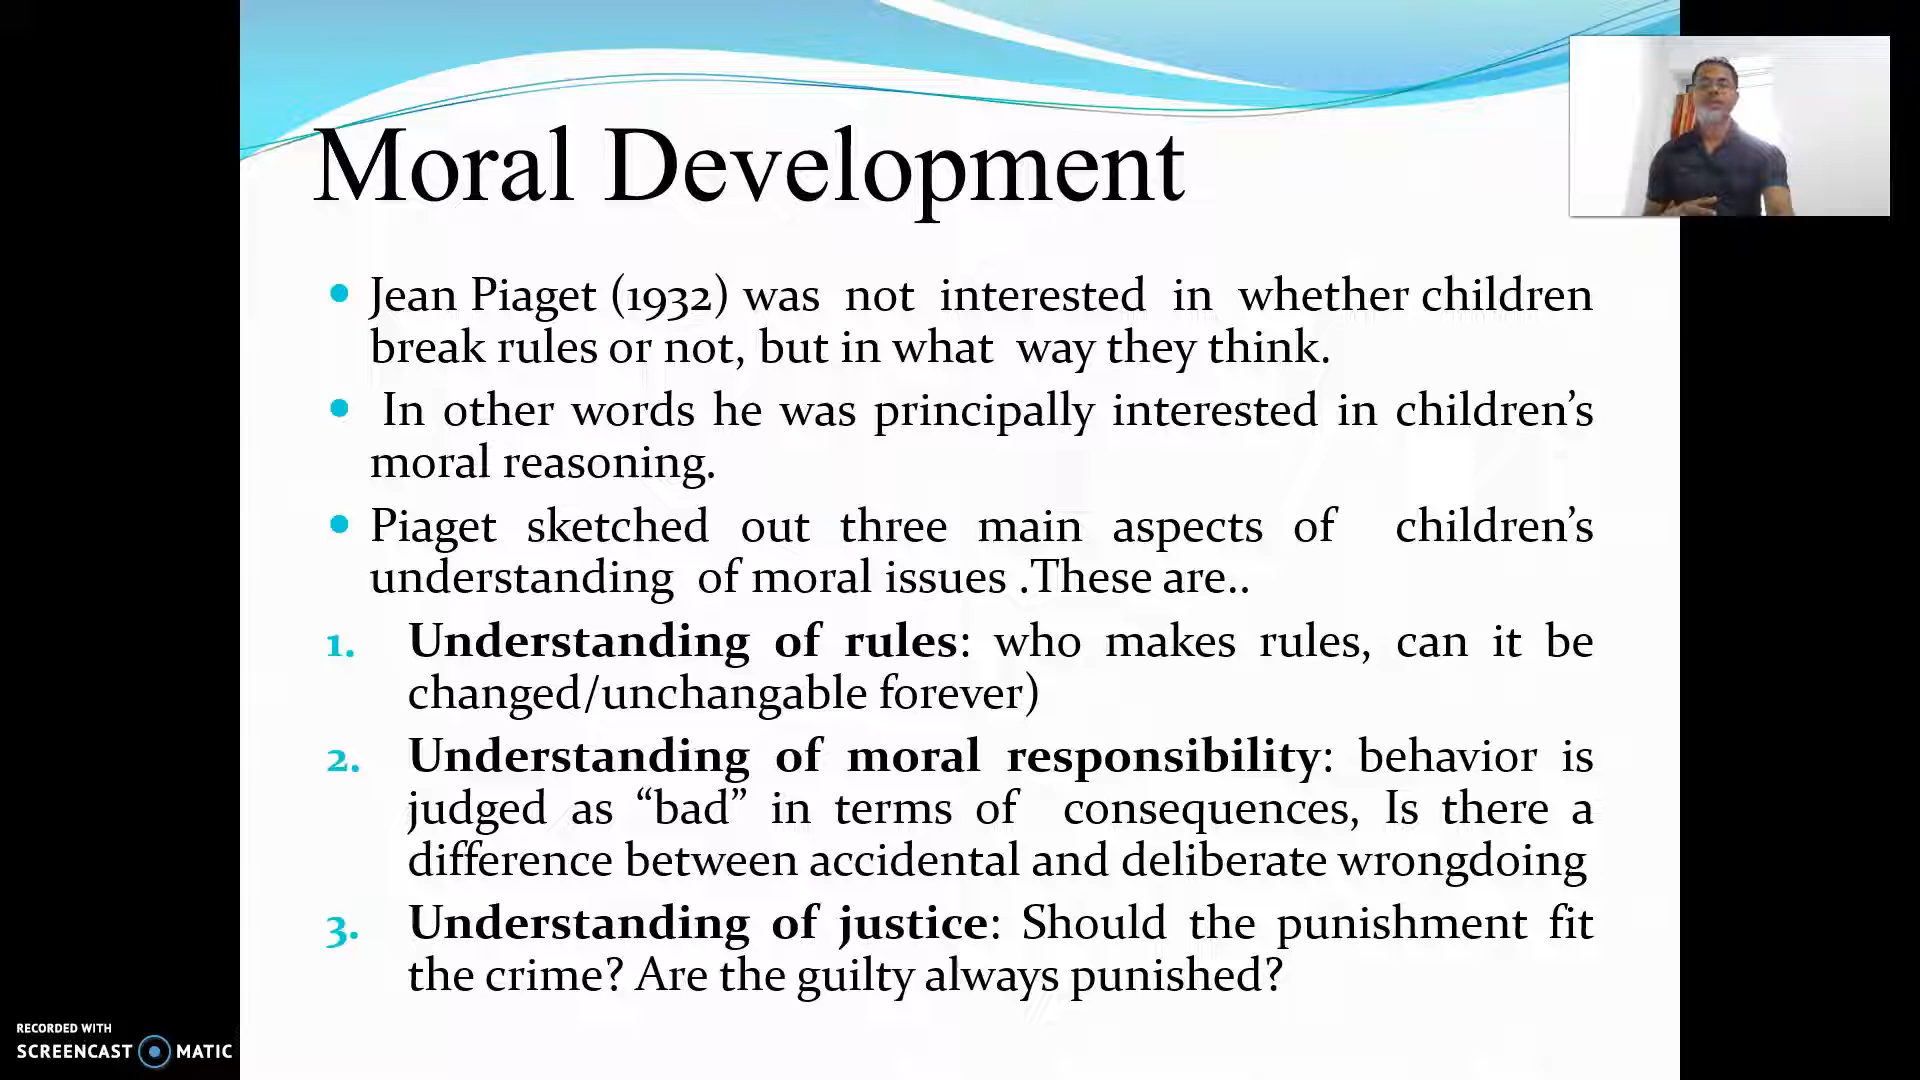 Moral Development
• Jean Piaget (1932) was not interested in whether children
break rules or not, but in what way they think.
• In other words he was principally interested in children’s
moral reasoning.
• Piaget sketched out three main aspects of children’s
understanding of moral issues .These are..
1. Understanding of rules: who makes rules, can it be
changed/unchangable forever)
2. Understanding of moral responsibility: behavior is
judged as “bad” in terms of consequences, Is there a
difference between accidental and deliberate wrongdoing
3. Understanding of justice: Should the punishment fit
the crime? Are the guilty always punished?
RECORDED WITH
SCREENCAST MATIC